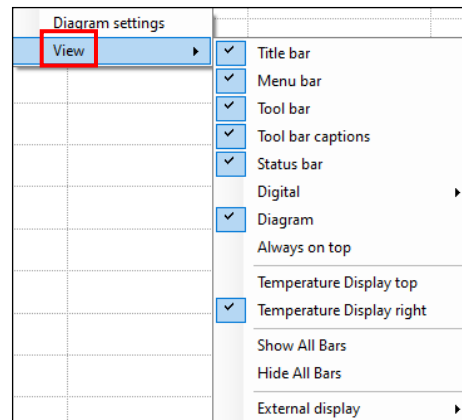 Diagram settings
View
Title bar
Menu bar
Tool bar
Tool bar captions
Status bar
Digital
Diagram
Always on top
Temperature Display top
Temperature Display right
Show All Bars
Hide All Bars
External display